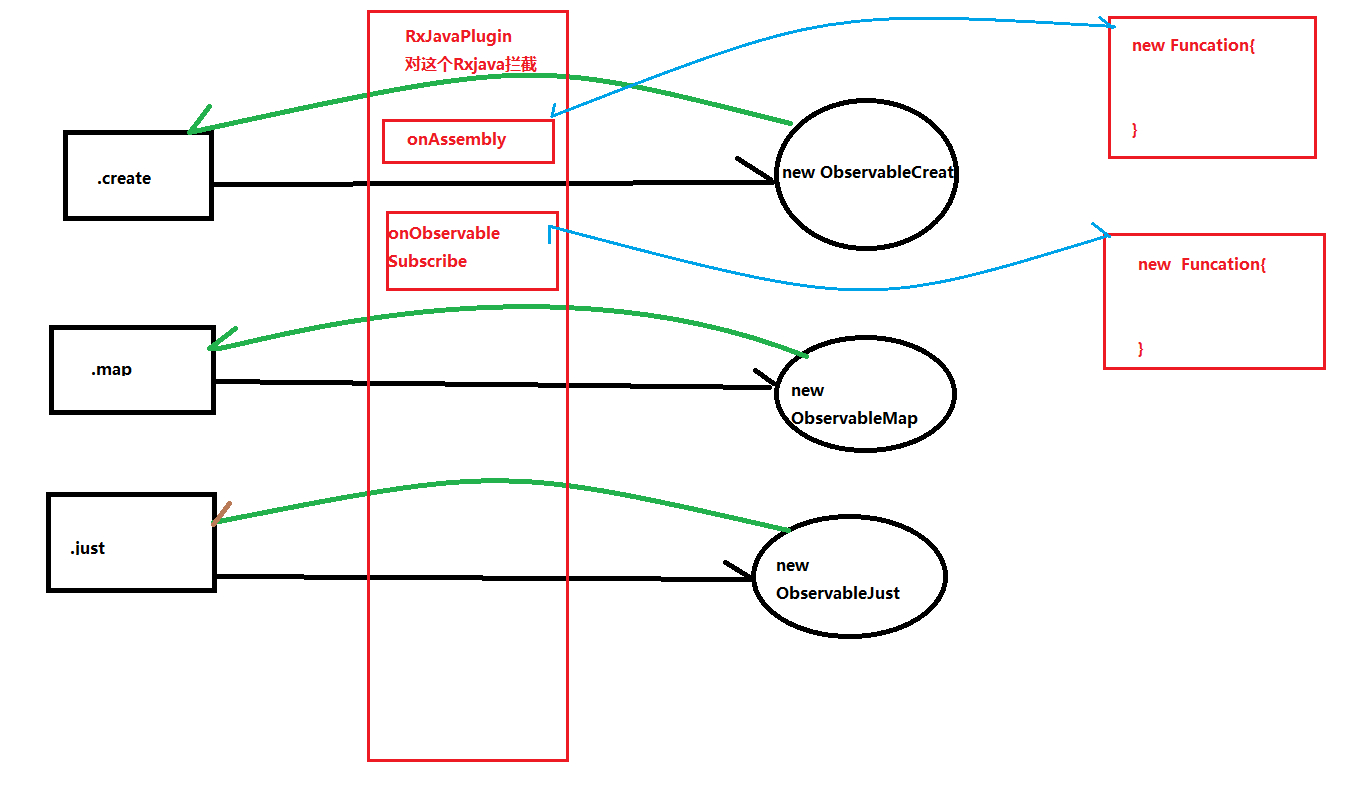 RxJavaPlugin
对这个Rxjava拦截
new Funcation{
}
onAssembly
.create
new ObservableCreat
onObservable
Subscribe
new  Funcation{
}
.map
new
ObservableMap
.just
new
ObservableJust